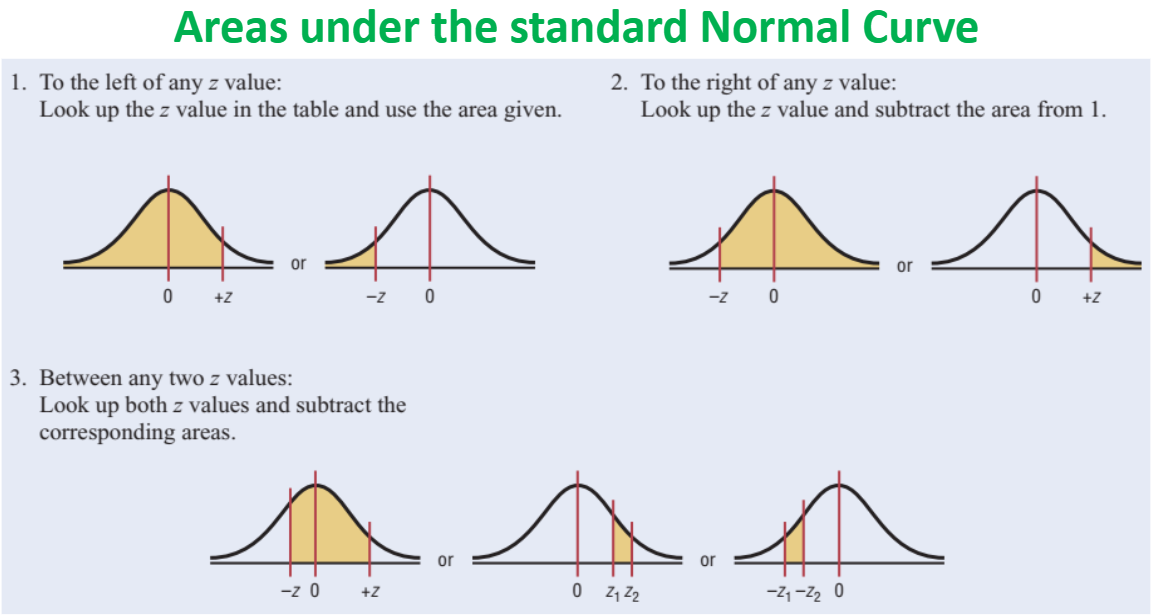 Areas under the standard Normal Curve
1. To the left of any z value:
Look up the z value in the table and use the area given.
2. To the right of any z value:
Look up the z value and subtract the area from 1.
or
0 +z
−z 0
or
−z 0
0 +z
3. Between any two z values:
Look up both z values and subtract the
corresponding areas.
or
or
−z 0 +z
0 z₁ z₂
−z₁ −z₂ 0